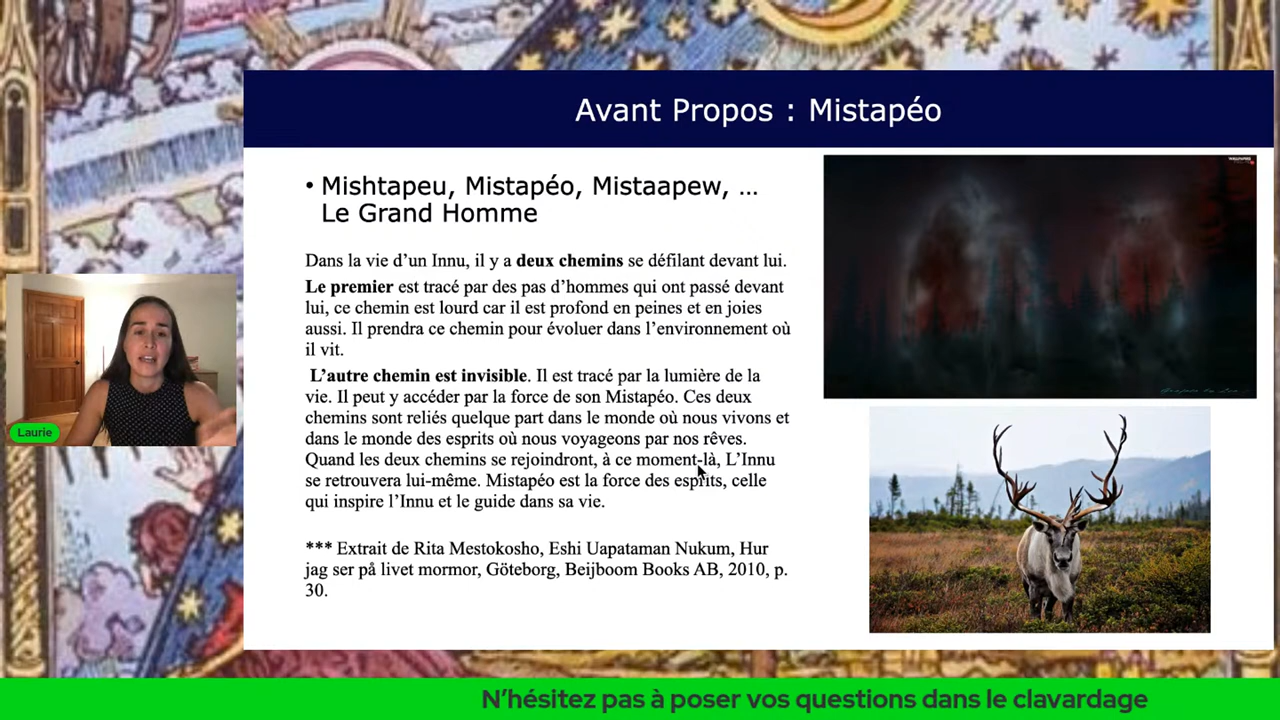 Avant Propos : Mistapéo
• Mishtapeu, Mistapéo, Mistaapew, ...
Le Grand Homme
Dans la vie d’un Innu, il y a deux chemins se défilant devant lui.
Le premier est tracé par des pas d’hommes qui ont passé devant
lui, ce chemin est lourd car il est profond en peines et en joies
aussi. Il prendra ce chemin pour évoluer dans l’environnement où
il vit.
L’autre chemin est invisible. Il est tracé par la lumière de la
vie. Il peut y accéder par la force de son Mistapéo. Ces deux
chemins sont reliés quelque part dans le monde où nous vivons et
dans le monde des esprits où nous voyageons par nos rêves.
Quand les deux chemins se rejoindront, à ce moment-là, L’Innu
se retrouvera lui-même. Mistapéo est la force des esprits, celle
qui inspire l’Innu et le guide dans sa vie.
*** Extrait de Rita Mestokosho, Eshi Uapataman Nukum, Hur
jag ser på livet mormor, Göteborg, Beijboom Books AB, 2010, p.
30.
Laurie
N’hésitez pas à poser vos questions dans le clavardage